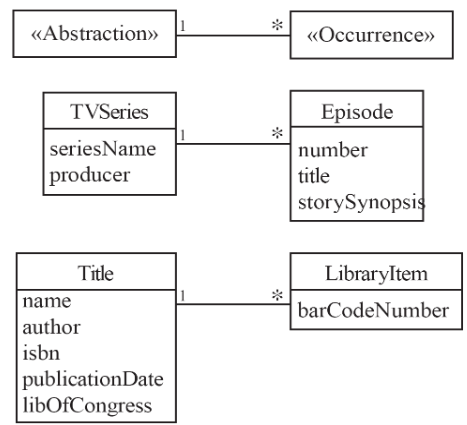 «Abstraction» 1 * «Occurrence»
TVSeries
seriesName
producer
1 *
Episode
number
title
storySynopsis
Title
name
author
isbn
publicationDate
libOfCongress
1 *
LibraryItem
barCodeNumber